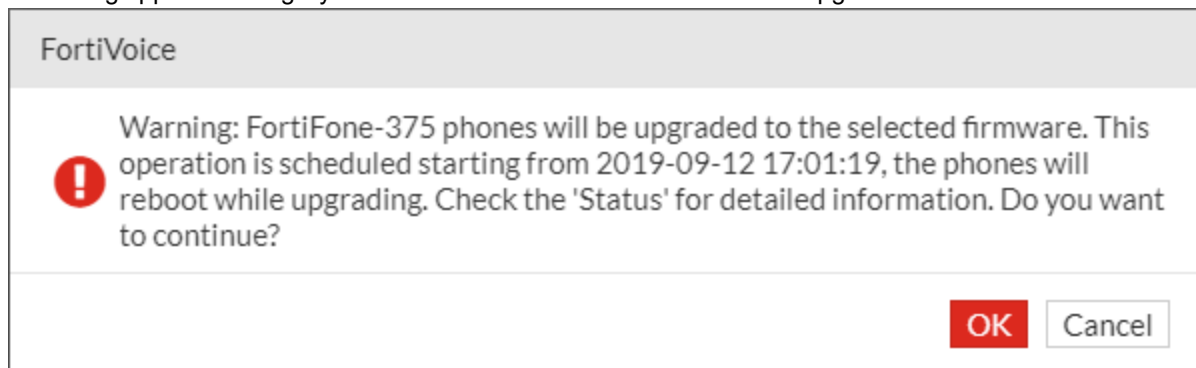 FortiVoice
Warning: FortiFone-375 phones will be upgraded to the selected firmware. This
operation is scheduled starting from 2019-09-12 17:01:19, the phones will
reboot while upgrading. Check the 'Status' for detailed information. Do you want
to continue?
OK Cancel